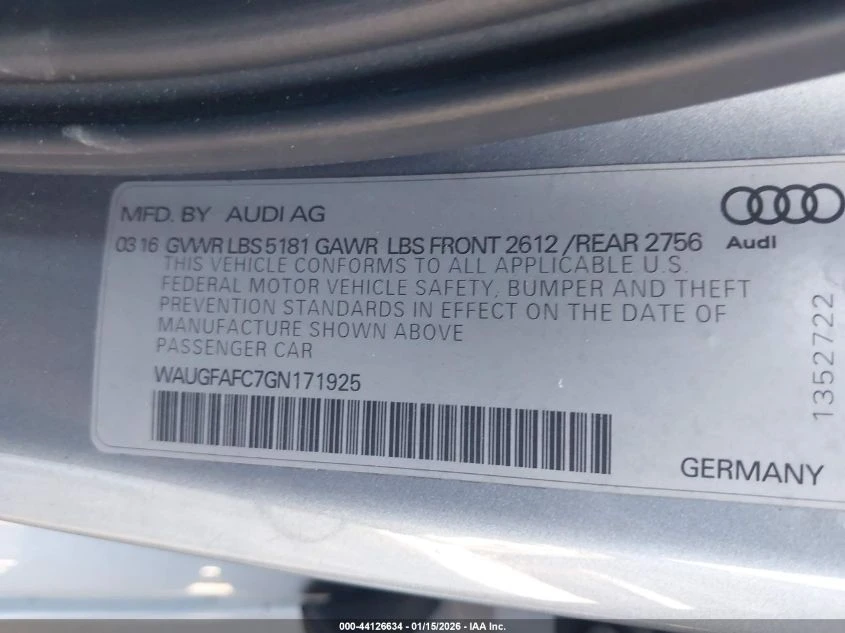 MFD. BY AUDI AG
Audi
03 16 GVWR LBS 5181 GAWR LBS FRONT 2612 /REAR 2756
THIS VEHICLE CONFORMS TO ALL APPLICABLE U.S.
FEDERAL MOTOR VEHICLE SAFETY, BUMPER AND THEFT
PREVENTION STANDARDS IN EFFECT ON THE DATE OF
MANUFACTURE SHOWN ABOVE
PASSENGER CAR
WAUGFAFC7GN171925
GERMANY
1352722
000-44126634 - 01/15/2026 - IAA Inc.